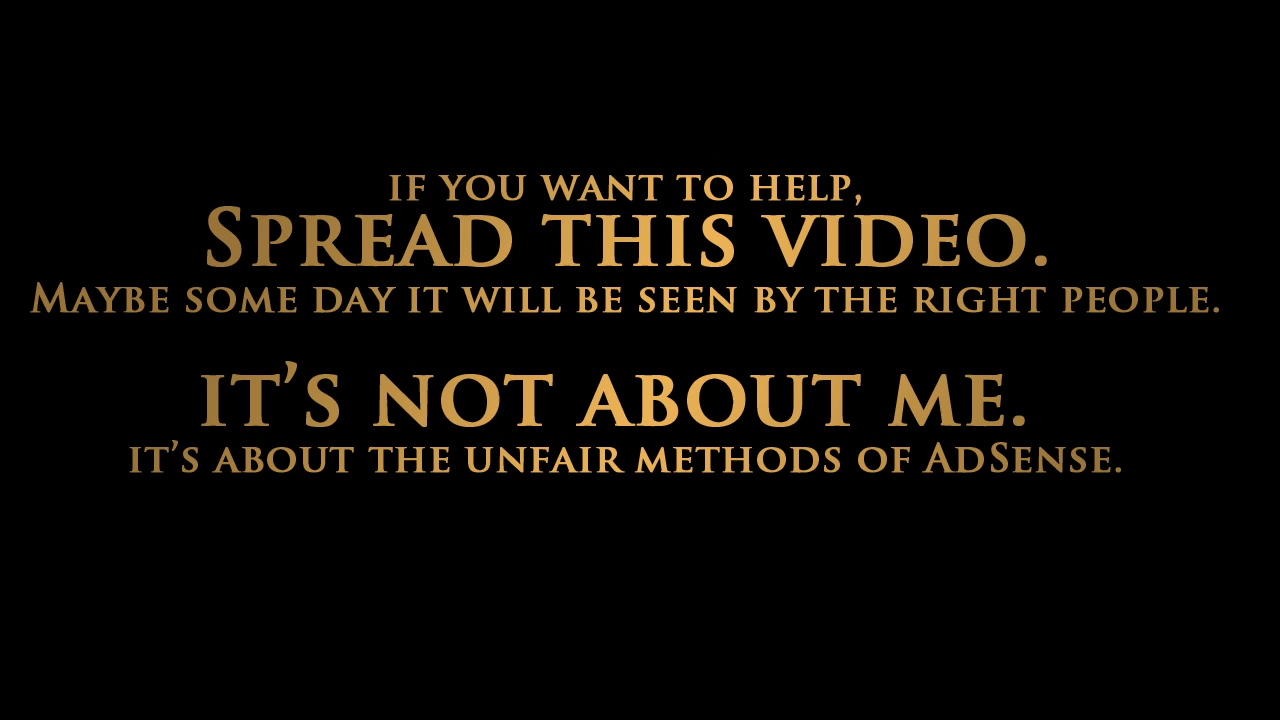 if you want to help,
Spread this video.
Maybe some day it will be seen by the right people.
it's not about me.
it's about the unfair methods of AdSense.